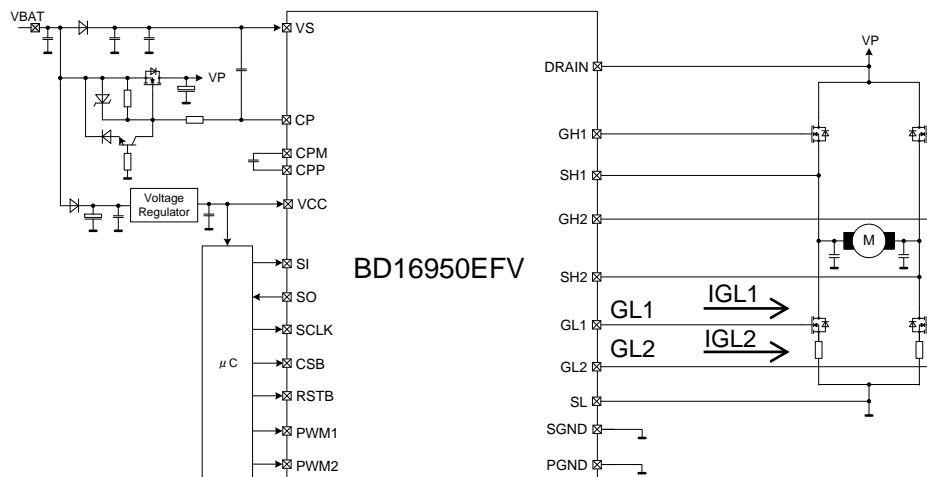 VBAT
VS
VP
CP
CPM
CPP
Voltage
Regulator
VCC
SI
SO
SCLK
μC
CSB
RSTB
PWM1
PWM2
BD16950EFV
VP
DRAIN
GH1
SH1
GH2
M
SH2
GL1 IGL1
GL1
GL2 IGL2
GL2
SL
SGND
PGND